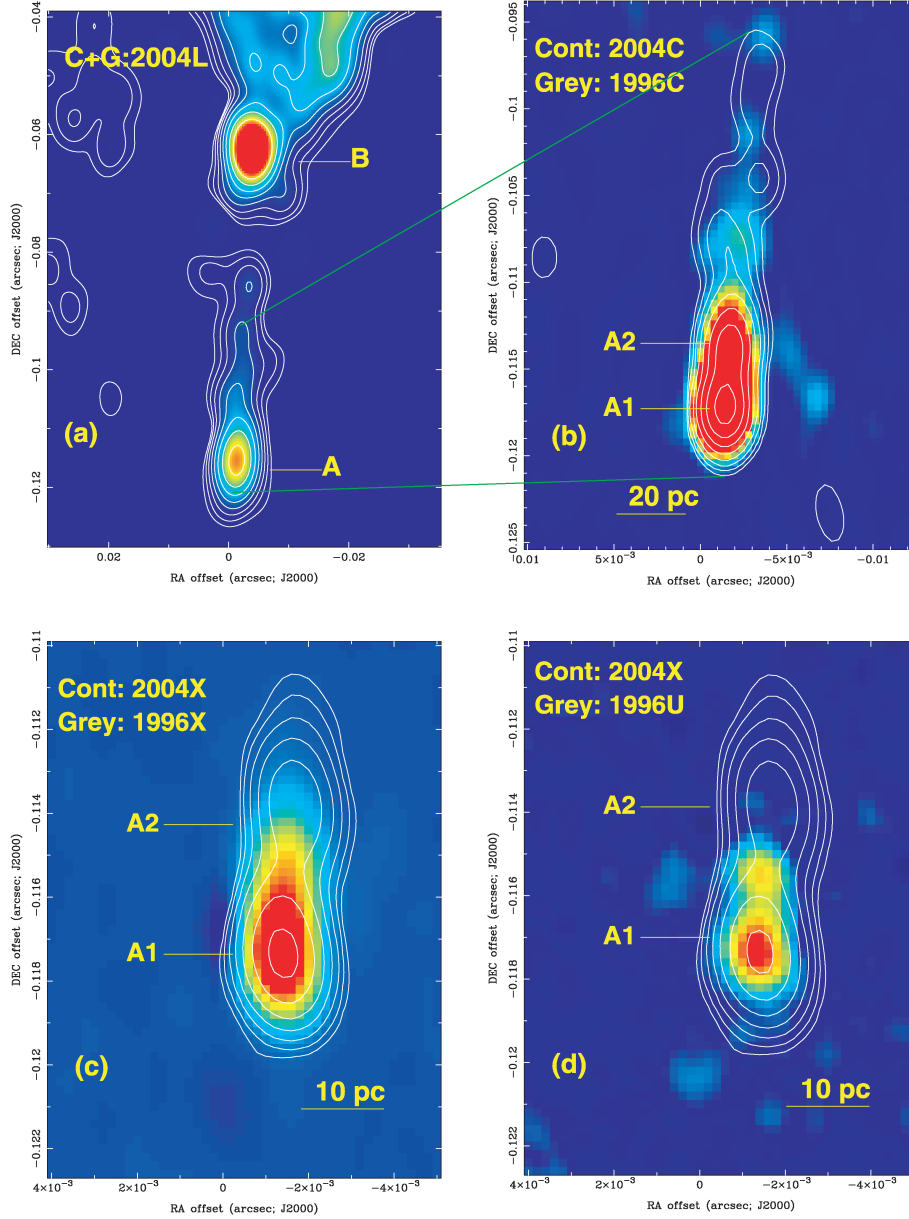 C+G:2004L
B
A
(a)
DEC offset (arcsec; J2000)
−0.04
−0.06
−0.08
−0.1
−0.12
0.02
0
−0.02
RA offset (arcsec; J2000)
Cont: 2004C
Grey: 1996C
A2
A1
(b)
20 pc
DEC offset (arcsec; J2000)
−0.095
−0.1
−0.105
−0.11
−0.115
−0.12
−0.125
0.01
5×10⁻³
0
−5×10⁻³
−0.01
RA offset (arcsec; J2000)
Cont: 2004X
Grey: 1996X
A2
A1
(c)
10 pc
DEC offset (arcsec; J2000)
−0.11
−0.112
−0.114
−0.116
−0.118
−0.12
−0.122
4×10⁻³
2×10⁻³
0
−2×10⁻³
−4×10⁻³
RA offset (arcsec; J2000)
Cont: 2004X
Grey: 1996U
A2
A1
(d)
10 pc
DEC offset (arcsec; J2000)
−0.11
−0.112
−0.114
−0.116
−0.118
−0.12
−0.122
4×10⁻³
2×10⁻³
0
−2×10⁻³
−4×10⁻³
RA offset (arcsec; J2000)